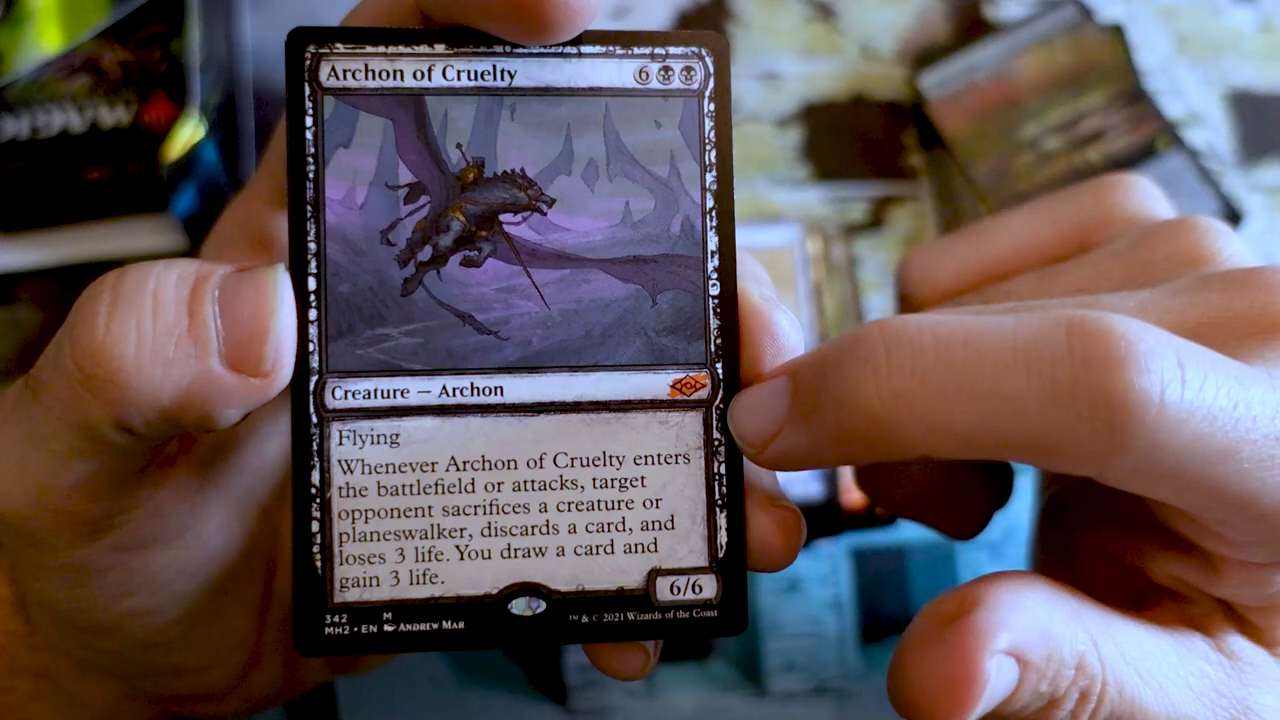 Archon of Cruelty 6
Creature — Archon
Flying
Whenever Archon of Cruelty enters
the battlefield or attacks, target
opponent sacrifices a creature or
planeswalker, discards a card, and
loses 3 life. You draw a card and
gain 3 life.
6/6
342 M
MH2 • EN ANDREW MAR
™ & © 2021 Wizards of the Coast